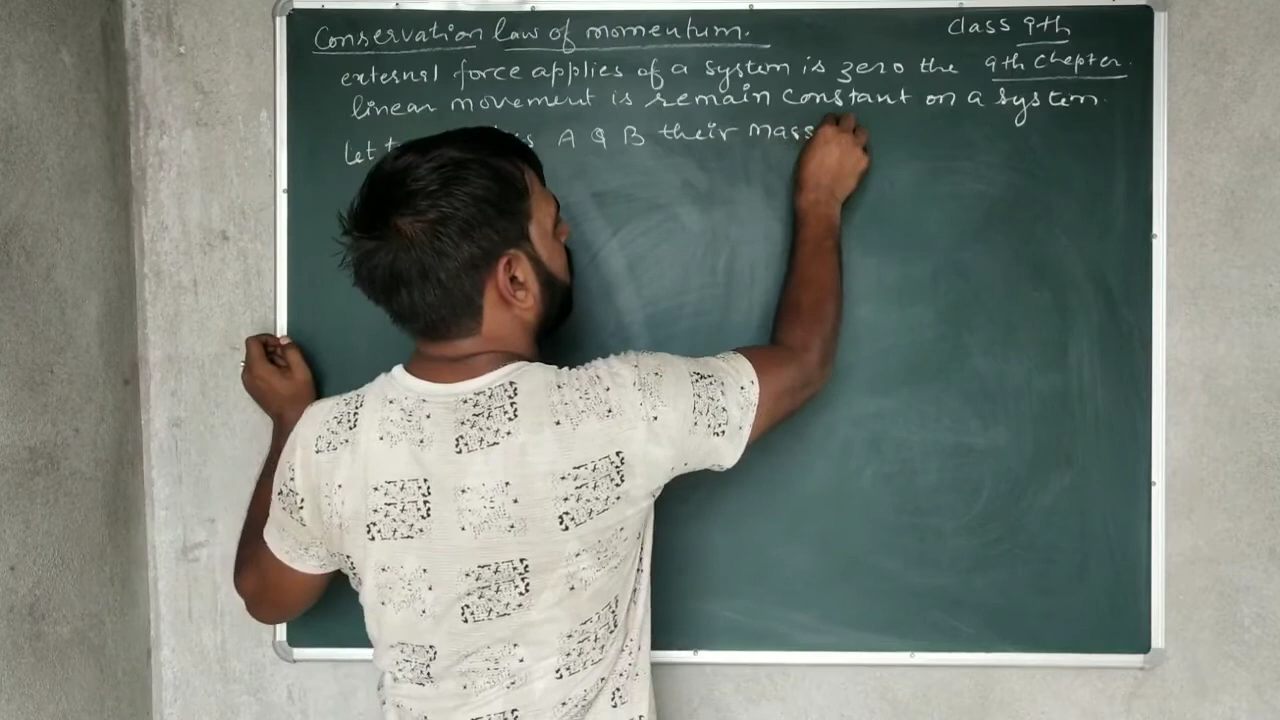 Conservation law of momentum. Class 9th
external force applies of a system is zero the 9th Chepter.
linear movement is remain constant on a system.
Let A & B their mass